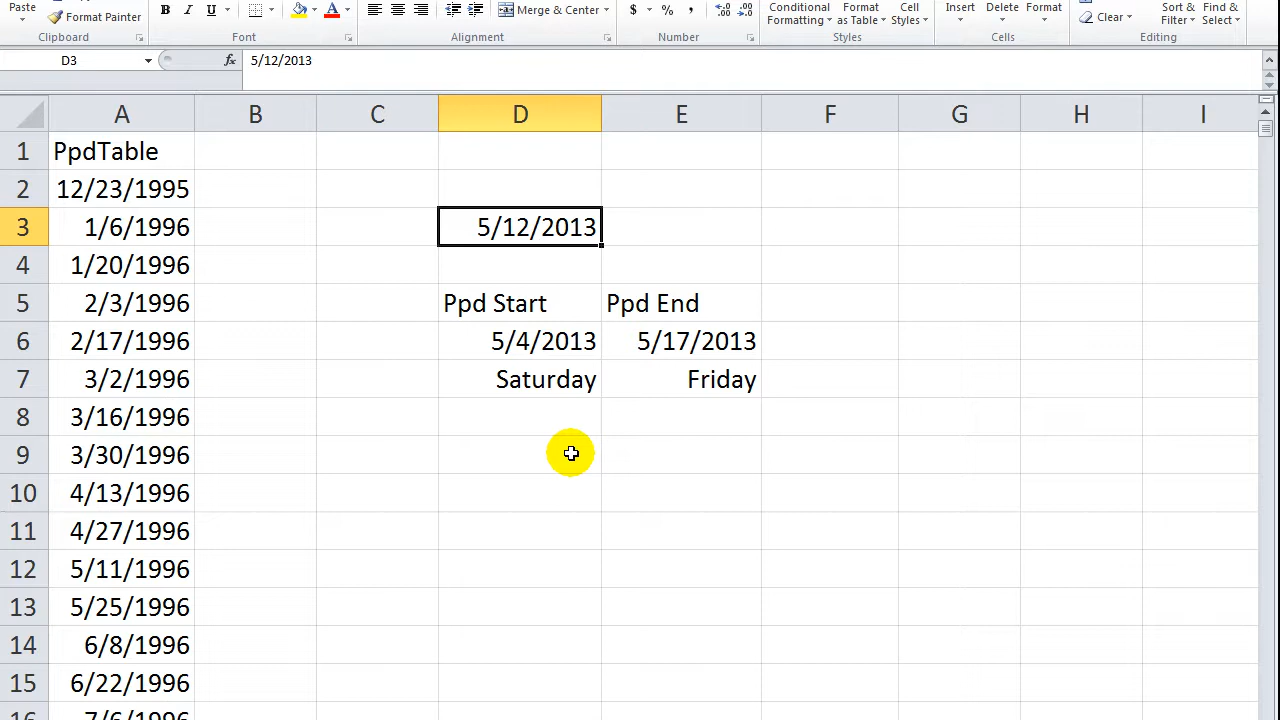 Paste
Format Painter
B I U
A
Merge & Center
$ % ,
Conditional Formatting
Format as Table
Cell Styles
Insert
Delete
Format
Clear
Sort & Filter
Find & Select
Clipboard Font Alignment Number Styles Cells Editing
D3 fx 5/12/2013
A B C D E F G H I
1 PpdTable
2 12/23/1995
3 1/6/1996 5/12/2013
4 1/20/1996
5 2/3/1996 Ppd Start Ppd End
6 2/17/1996 5/4/2013 5/17/2013
7 3/2/1996 Saturday Friday
8 3/16/1996
9 3/30/1996
10 4/13/1996
11 4/27/1996
12 5/11/1996
13 5/25/1996
14 6/8/1996
15 6/22/1996
16 7/6/1996